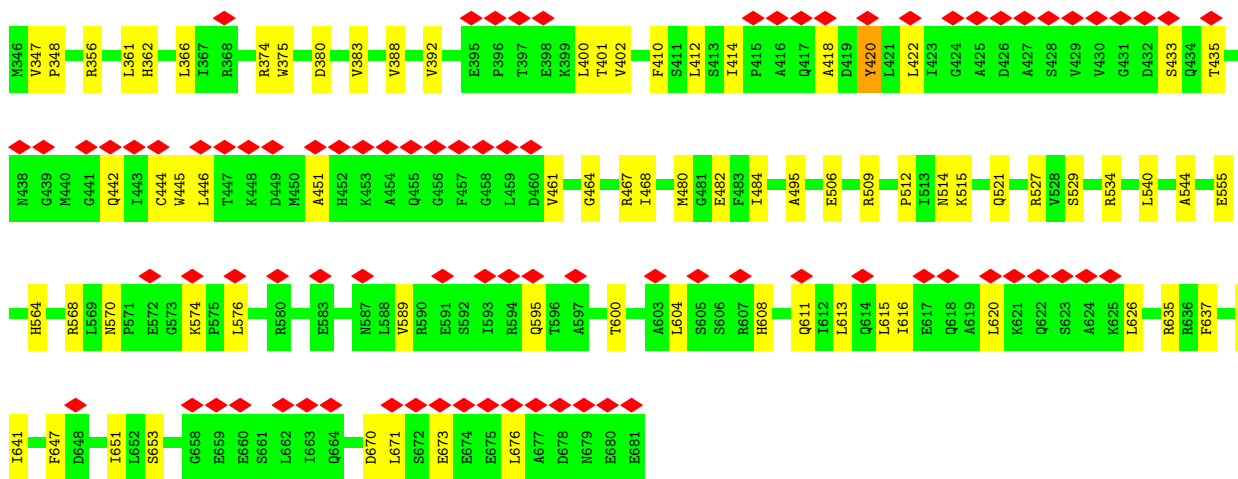 M346 V347 P348 R356 L361 H362 L366 I367 R368 R374 W375 D380 V383 V388 V392 E395 P396 T397 E398 K399 L400 T401 V402 F410 S411 L412 S413 I414 P415 A416 Q417 A418 D419 Y420 L421 L422 I423 G424 A425 D426 A427 S428 V429 V430 G431 D432 S433 Q434 T435
N438 G439 M440 G441 Q442 I443 C444 W445 L446 T447 K448 D449 M450 A451 H452 K453 A454 Q455 G456 F457 G458 L459 D460 V461 G464 R467 I468 M480 G481 E482 F483 I484 A495 E506 R509 P512 I513 N514 K515 Q521 R527 V528 S529 R534 L540 A544 E555
H564 R568 L569 N570 P571 E572 G573 K574 P575 L576 R580 E583 N587 L588 V589 R590 E591 S592 I593 R594 Q595 T596 A597 T600 A603 L604 S605 S606 R607 H608 Q611 I612 L613 Q614 L615 I616 E617 Q618 A619 L620 K621 Q622 S623 A624 K625 L626 R635 R636 F637
I641 F647 D648 I651 L652 S653 G658 E659 E660 S661 L662 I663 Q664 D670 L671 S672 E673 E674 E675 L676 A677 D678 N679 E680 E681